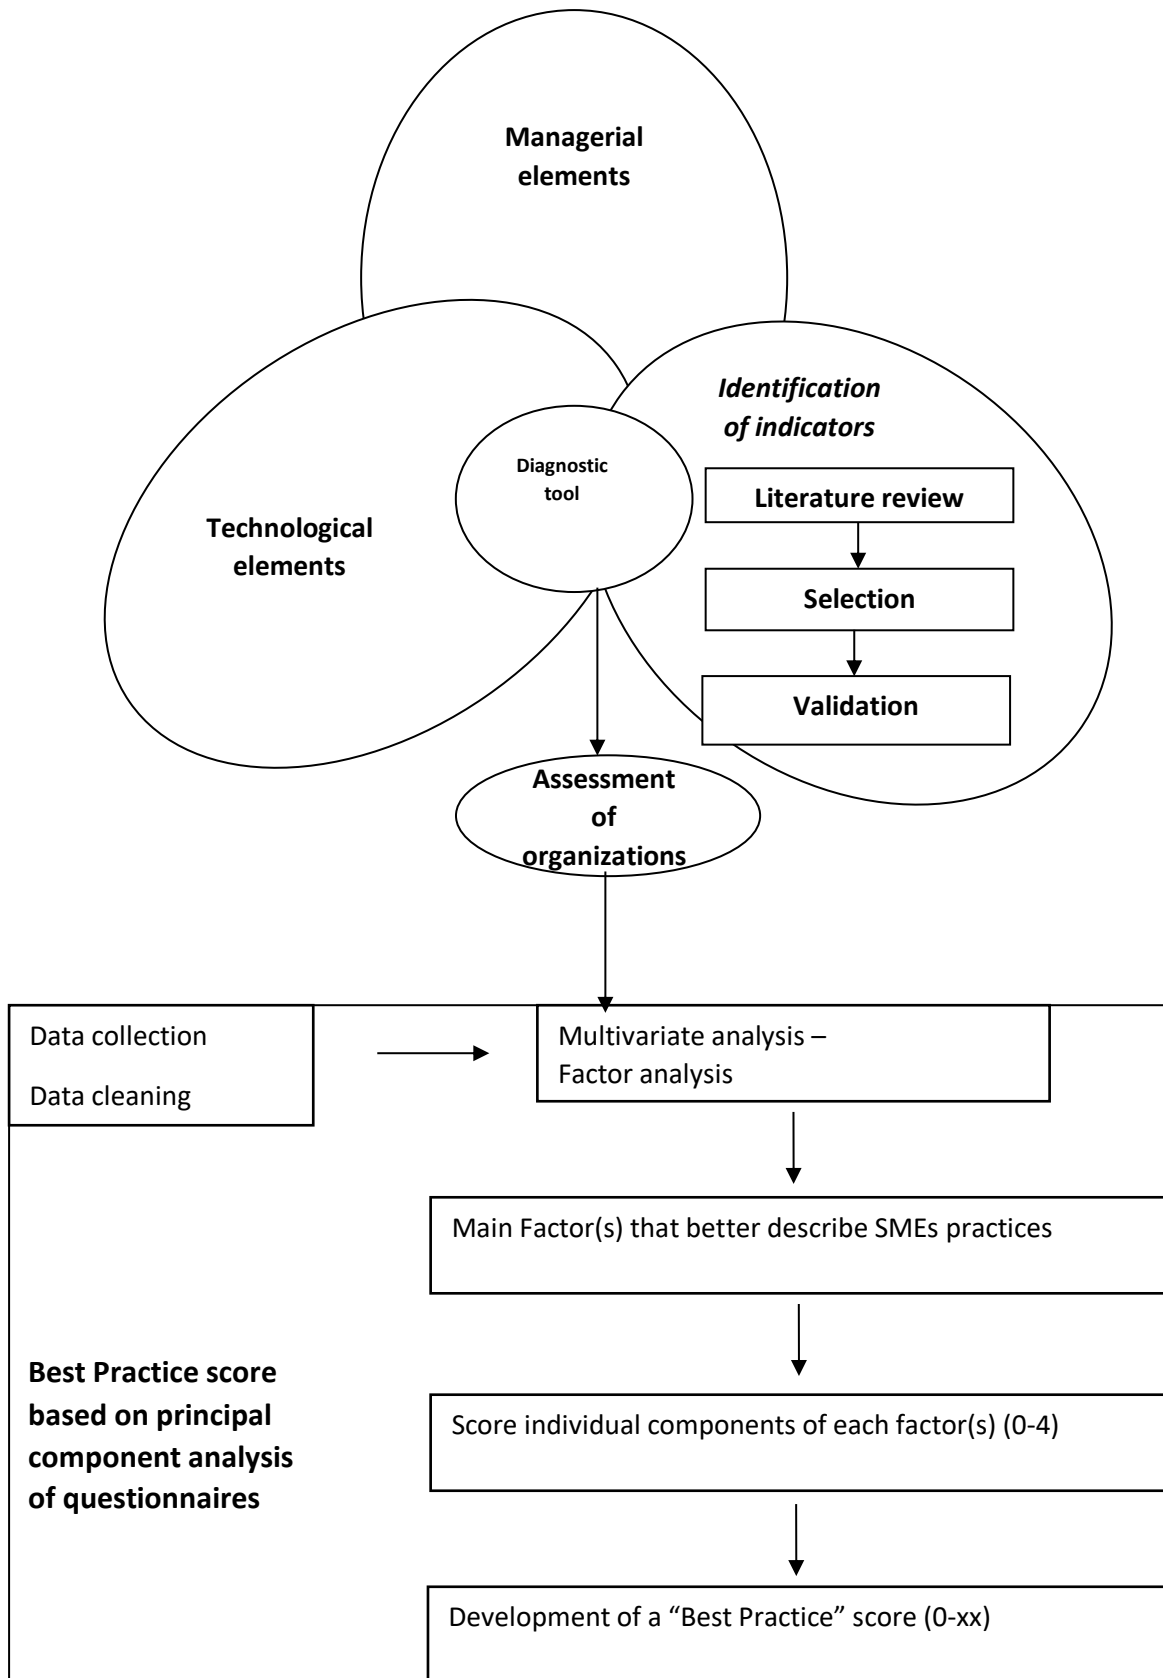 Managerial
elements
Identification
of indicators
Diagnostic
tool
Literature review
Technological
elements
Selection
Validation
Assessment
of
organizations
Data collection
Data cleaning
Multivariate analysis –
Factor analysis
Main Factor(s) that better describe SMEs practices
Best Practice score
based on principal
component analysis
of questionnaires
Score individual components of each factor(s) (0-4)
Development of a “Best Practice” score (0-xx)